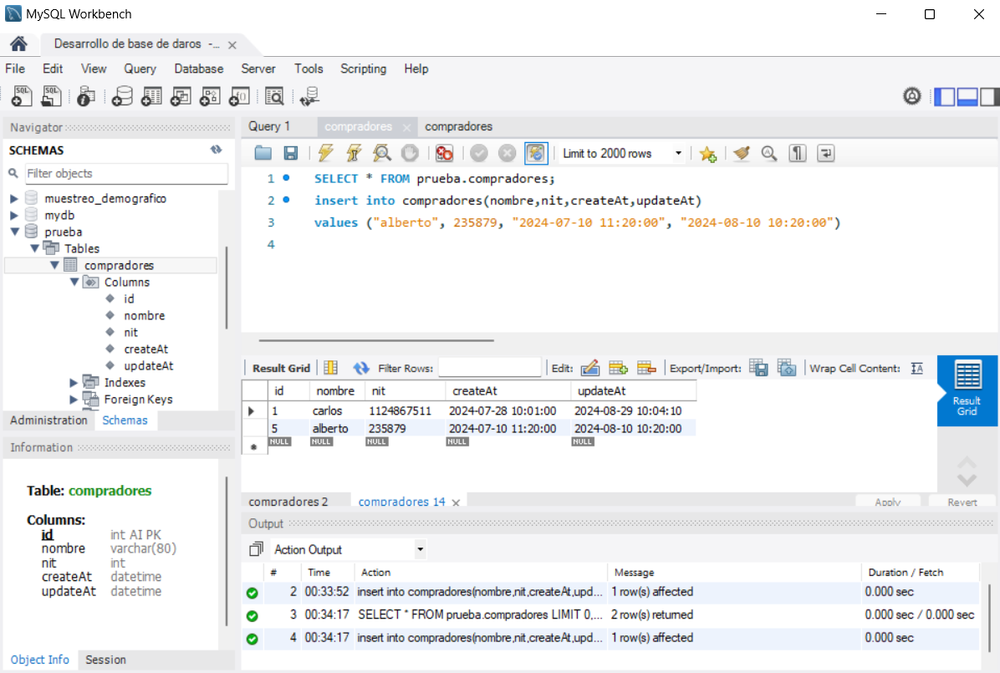 MySQL Workbench
Desarrollo de base de daros -...
File Edit View Query Database Server Tools Scripting Help
Navigator
SCHEMAS
Filter objects
muestreo_demografico
mydb
prueba
Tables
compradores
Columns
id
nombre
nit
createAt
updateAt
Indexes
Foreign Keys
Administration Schemas
Information
Table: compradores
Columns:
id int AI PK
nombre varchar(80)
nit int
createAt datetime
updateAt datetime
Object Info Session
Query 1 compradores compradores
Limit to 2000 rows
1 SELECT * FROM prueba.compradores;
2 insert into compradores(nombre,nit,createAt,updateAt)
3 values ("alberto", 235879, "2024-07-10 11:20:00", "2024-08-10 10:20:00")
4
Result Grid Filter Rows: Edit: Export/Import: Wrap Cell Content:
id nombre nit createAt updateAt
1 carlos 1124867511 2024-07-28 10:01:00 2024-08-29 10:04:10
5 alberto 235879 2024-07-10 11:20:00 2024-08-10 10:20:00
NULL NULL NULL NULL NULL
Result
Grid
compradores 2 compradores 14 Apply Revert
Output
Action Output
# Time Action Message Duration / Fetch
2 00:33:52 insert into compradores(nombre,nit,createAt,upd... 1 row(s) affected 0.000 sec
3 00:34:17 SELECT * FROM prueba.compradores LIMIT 0,... 2 row(s) returned 0.000 sec / 0.000 sec
4 00:34:17 insert into compradores(nombre,nit,createAt,upd... 1 row(s) affected 0.000 sec